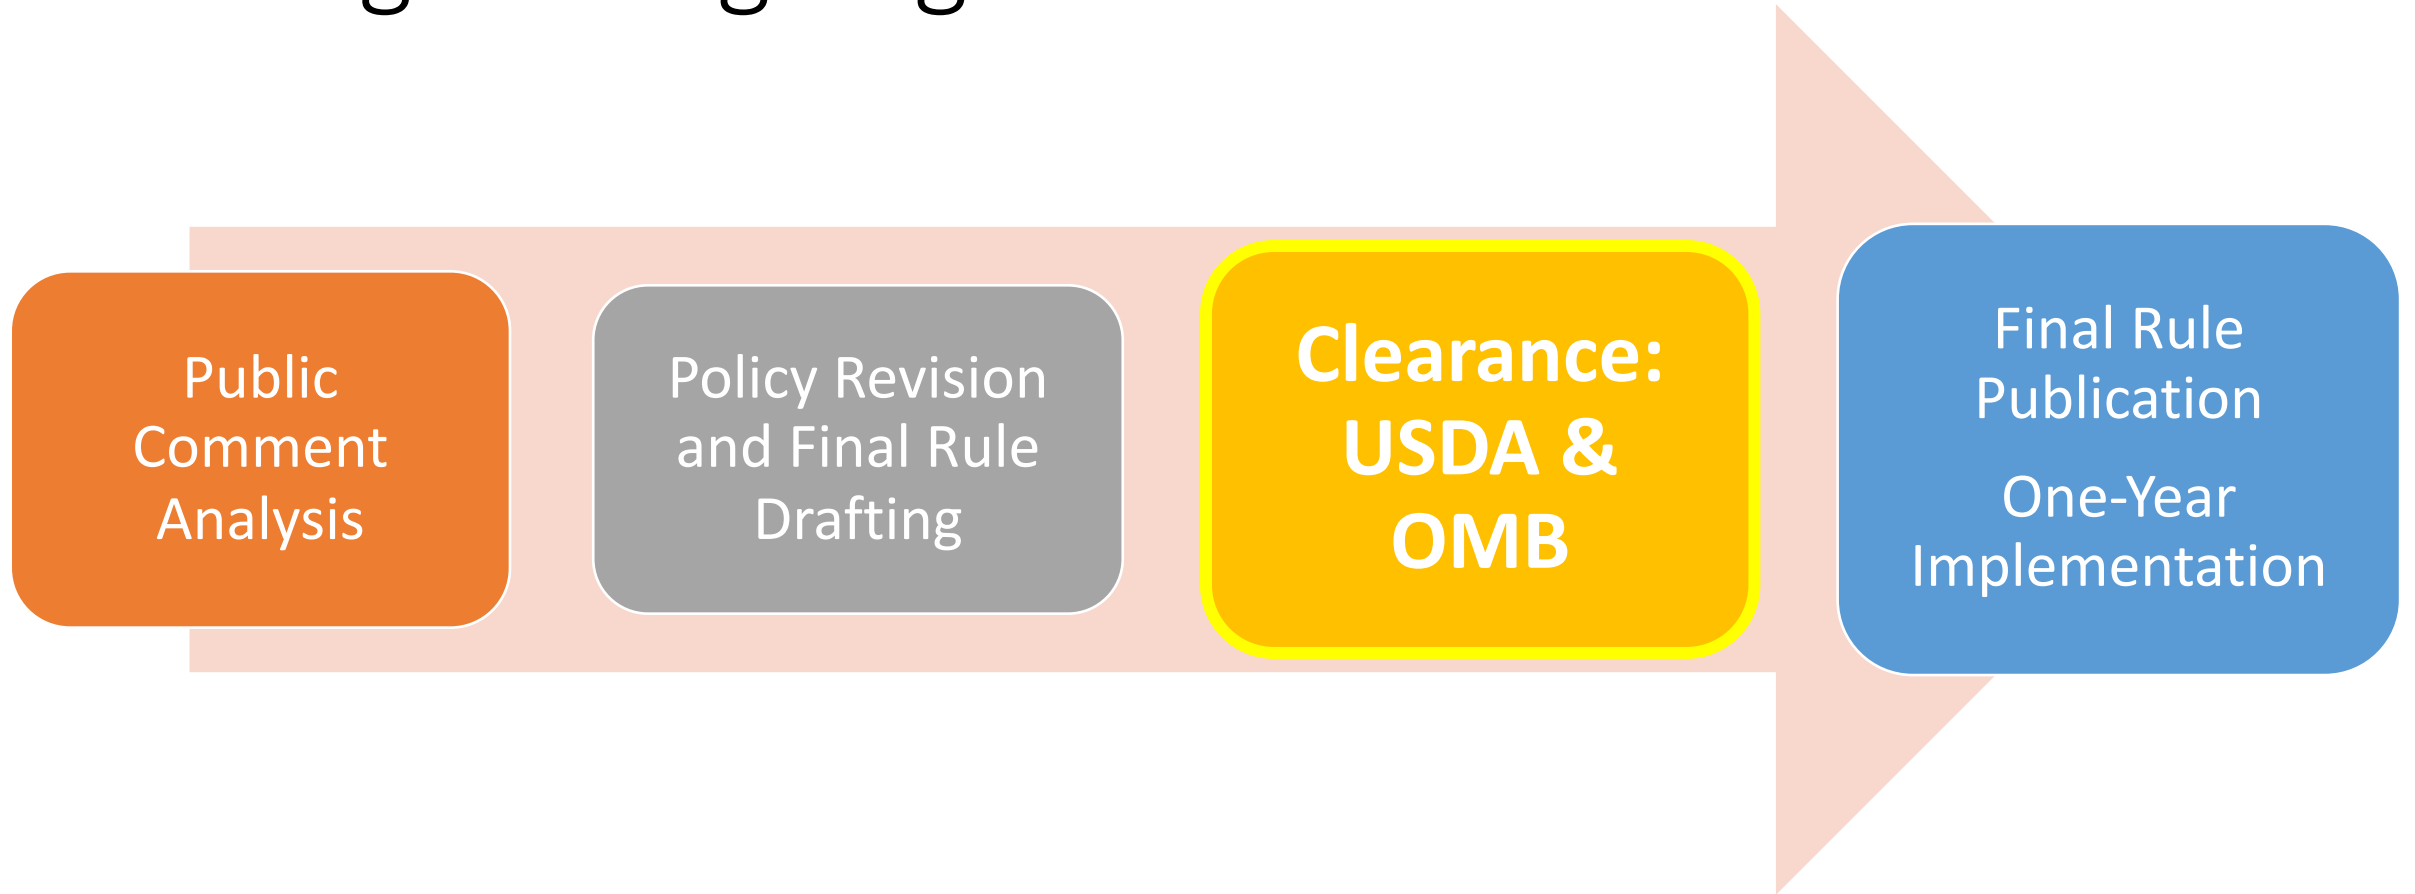 Public
Comment
Analysis
Policy Revision
and Final Rule
Drafting
Clearance:
USDA &
OMB
Final Rule
Publication
One-Year
Implementation